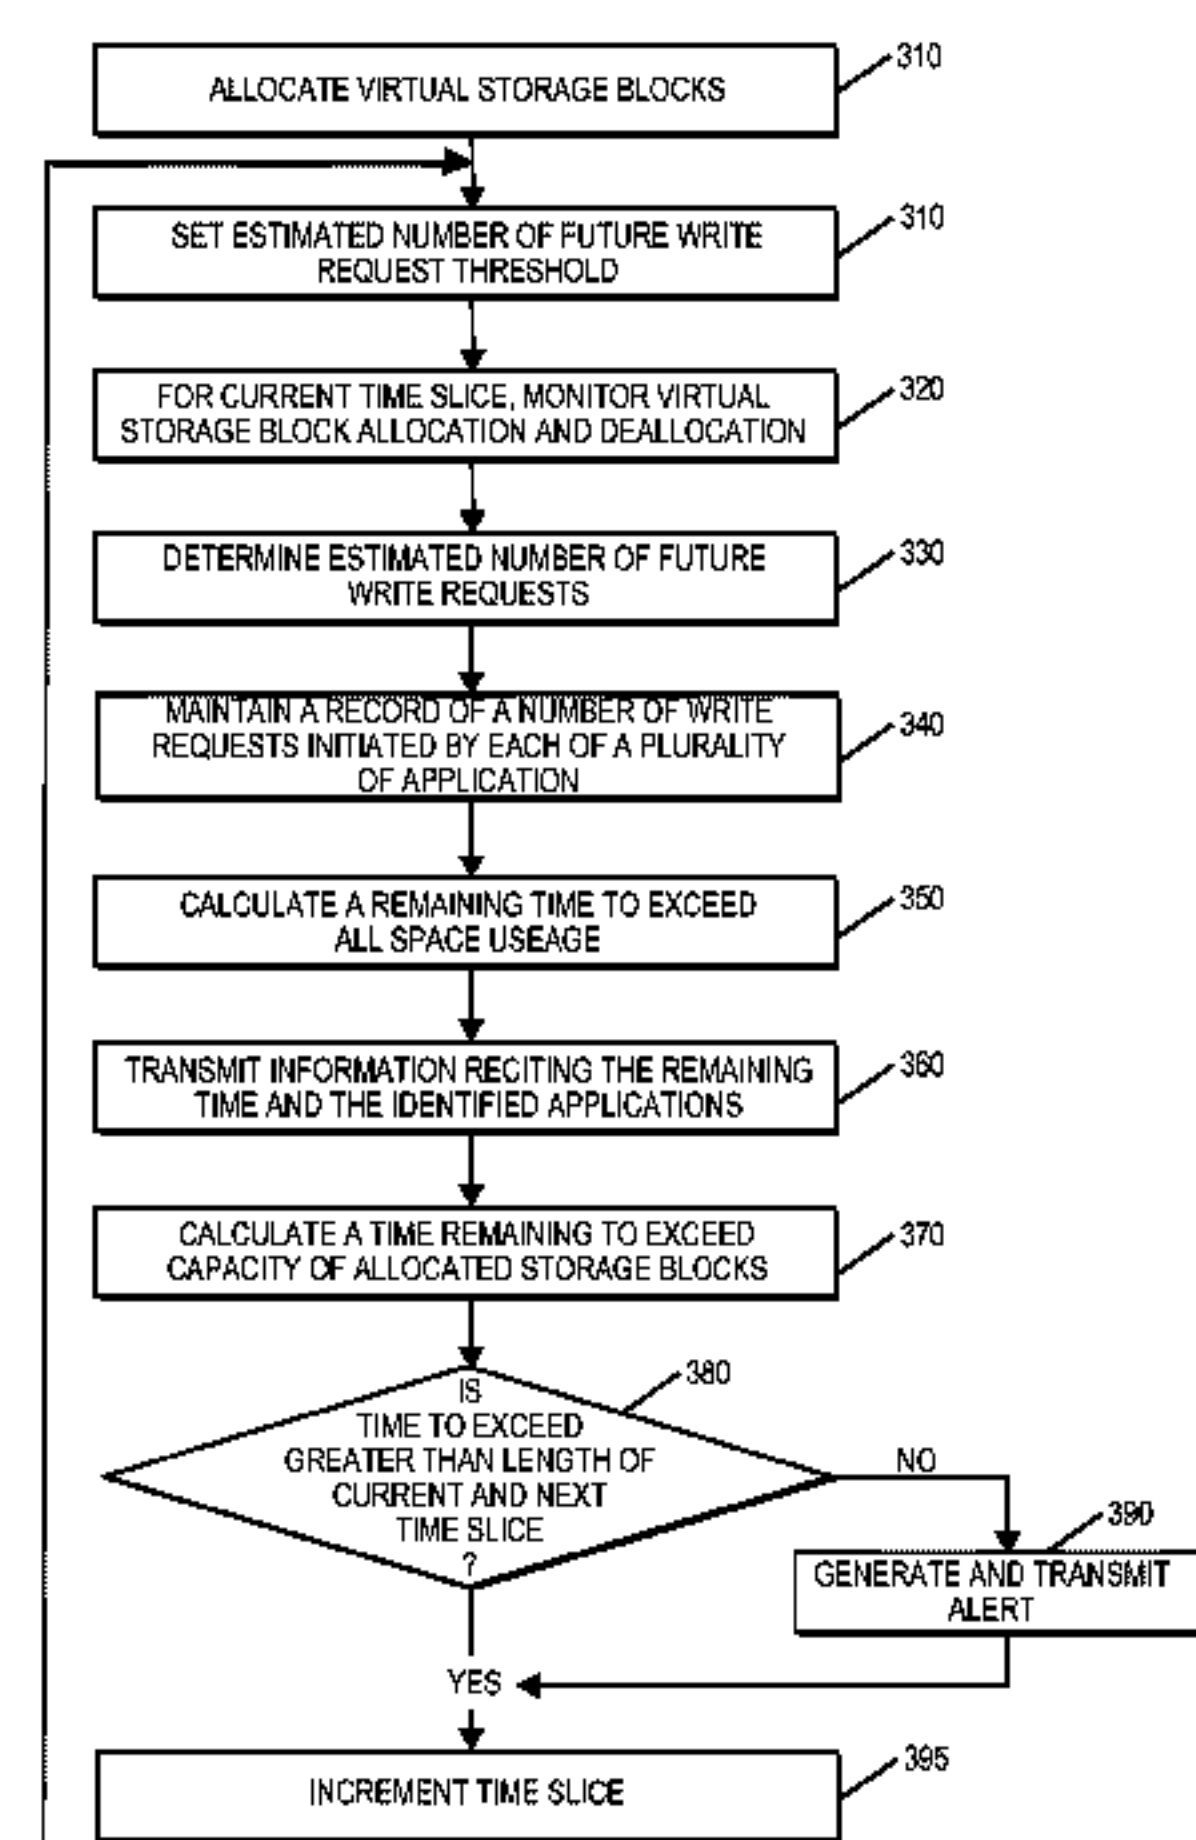 ALLOCATE VIRTUAL STORAGE BLOCKS
310
SET ESTIMATED NUMBER OF FUTURE WRITE
REQUEST THRESHOLD
310
FOR CURRENT TIME SLICE, MONITOR VIRTUAL
STORAGE BLOCK ALLOCATION AND DEALLOCATION
320
DETERMINE ESTIMATED NUMBER OF FUTURE
WRITE REQUESTS
330
MAINTAIN A RECORD OF A NUMBER OF WRITE
REQUESTS INITIATED BY EACH OF A PLURALITY
OF APPLICATION
340
CALCULATE A REMAINING TIME TO EXCEED
ALL SPACE USEAGE
350
TRANSMIT INFORMATION RECITING THE REMAINING
TIME AND THE IDENTIFIED APPLICATIONS
360
CALCULATE A TIME REMAINING TO EXCEED
CAPACITY OF ALLOCATED STORAGE BLOCKS
370
IS
TIME TO EXCEED
GREATER THAN LENGTH OF
CURRENT AND NEXT
TIME SLICE
?
380
NO
390
GENERATE AND TRANSMIT
ALERT
YES
INCREMENT TIME SLICE
395